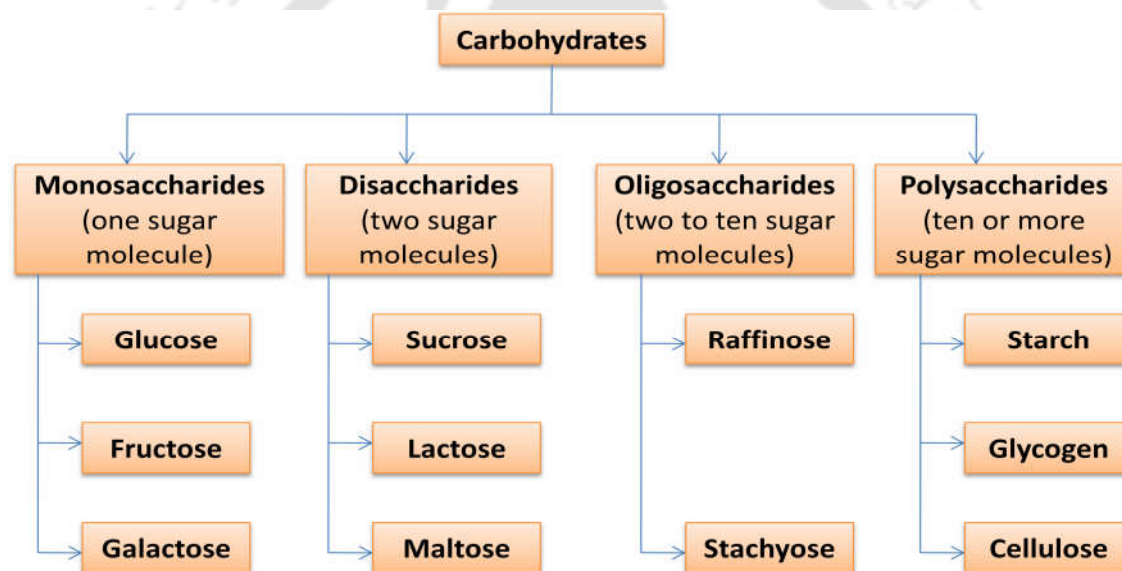 Carbohydrates
Monosaccharides
(one sugar
molecule)
Disaccharides
(two sugar
molecules)
Oligosaccharides
(two to ten sugar
molecules)
Polysaccharides
(ten or more
sugar molecules)
Glucose
Sucrose
Raffinose
Starch
Fructose
Lactose
Glycogen
Galactose
Maltose
Stachyose
Cellulose